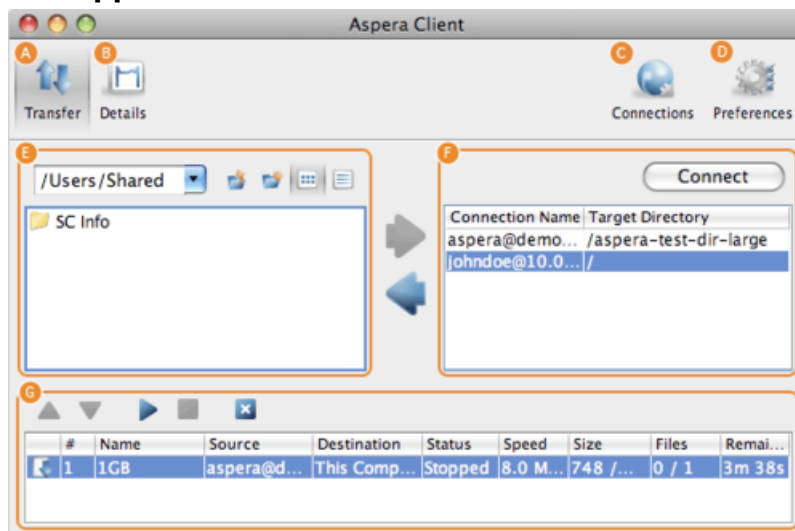 Aspera Client
A B C D
Transfer Details Connections Preferences
E F
/Users/Shared Connect
SC Info
Connection Name Target Directory
aspera@demo... /aspera-test-dir-large
johndoe@10.0... /
G
# Name Source Destination Status Speed Size Files Remai...
1 1GB aspera@d... This Comp... Stopped 8.0 M... 748 /... 0 / 1 3m 38s